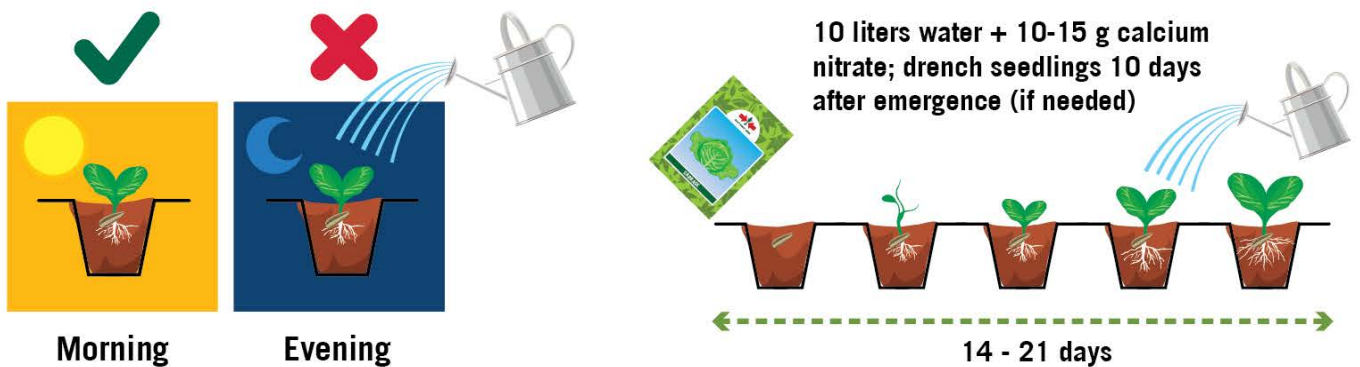 Morning
Evening
10 liters water + 10-15 g calcium
nitrate; drench seedlings 10 days
after emergence (if needed)
14 - 21 days